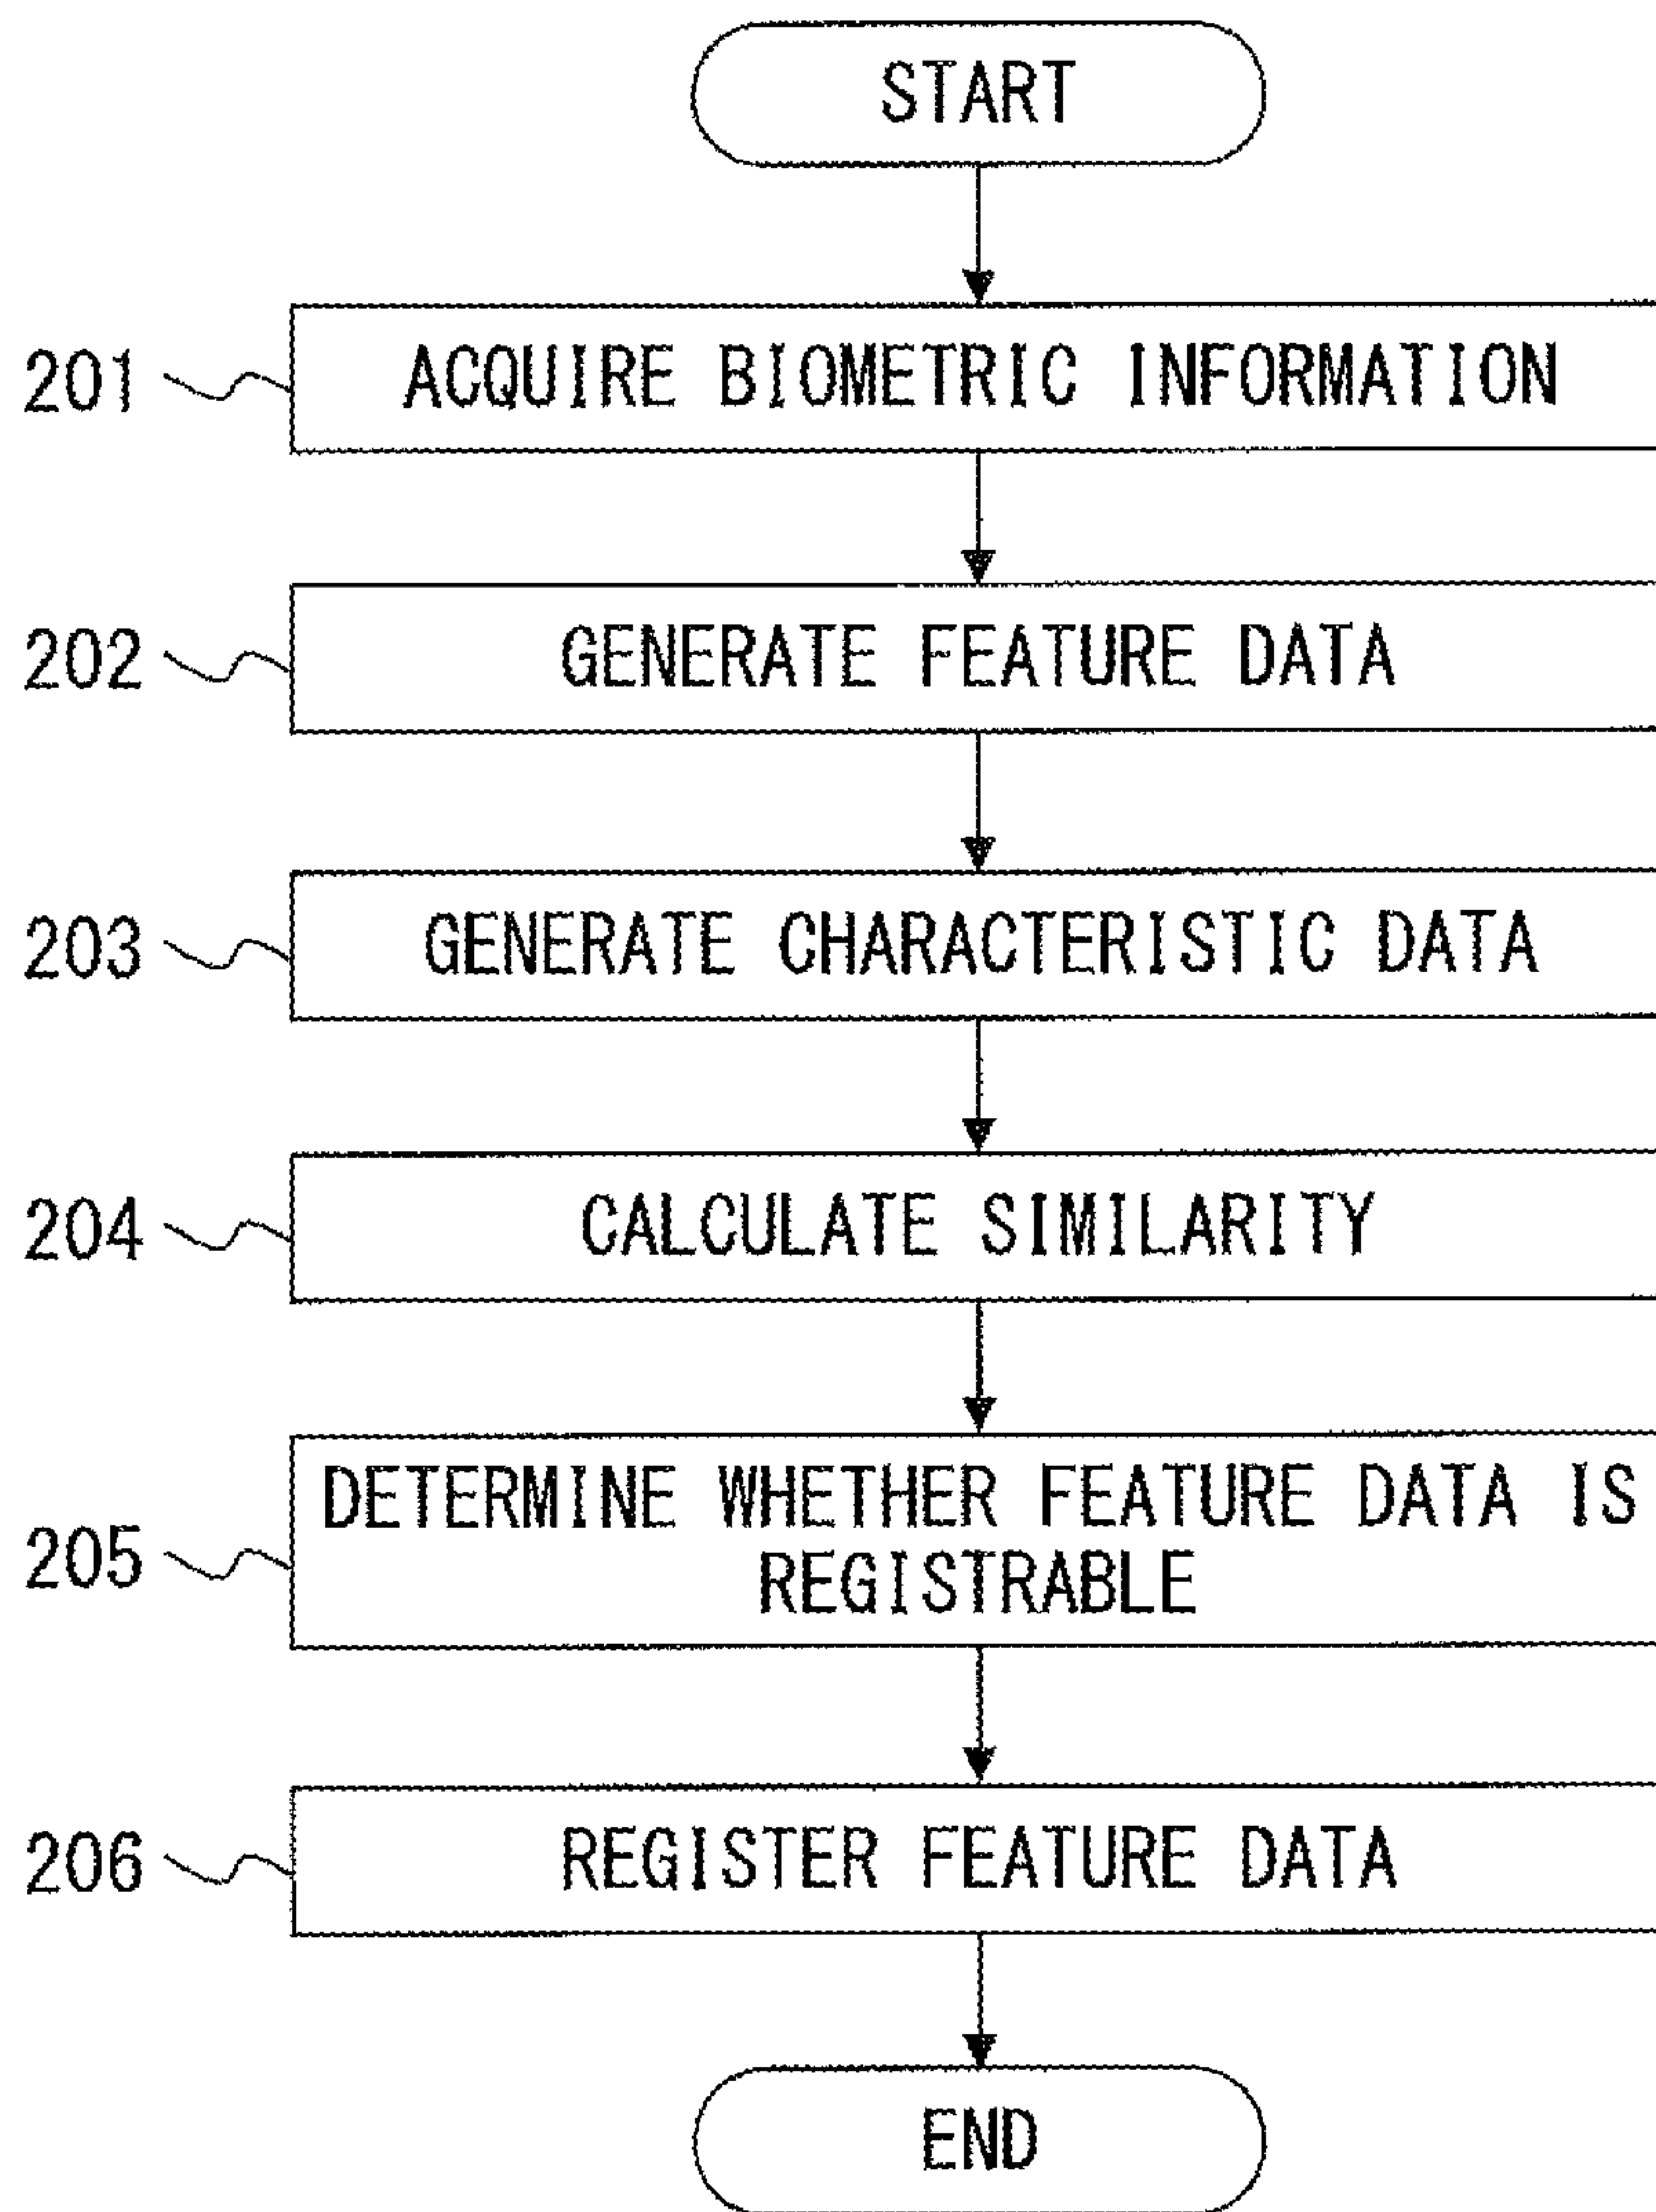 START
201
ACQUIRE BIOMETRIC INFORMATION
202
GENERATE FEATURE DATA
203
GENERATE CHARACTERISTIC DATA
204
CALCULATE SIMILARITY
205
DETERMINE WHETHER FEATURE DATA IS
REGISTRABLE
206
REGISTER FEATURE DATA
END